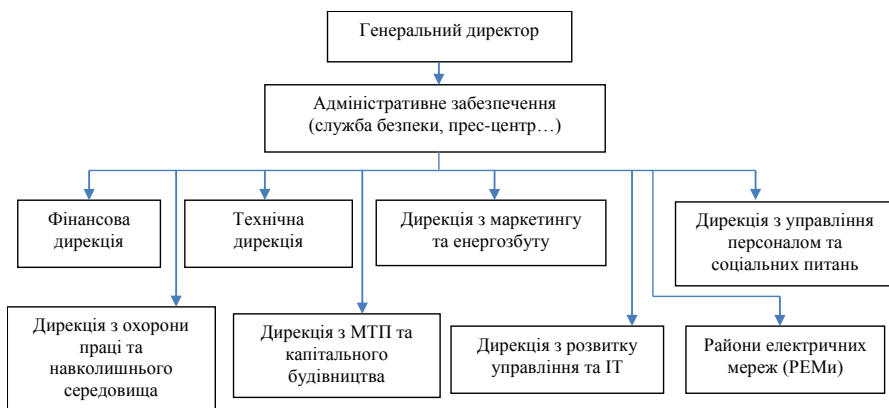 Генеральний директор
Адміністративне забезпечення
(служба безпеки, прес-центр…)
Фінансова
дирекція
Технічна
дирекція
Дирекція з маркетингу
та енергозбуту
Дирекція з управління
персоналом та
соціальних питань
Дирекція з охорони
праці та
навколишнього
середовища
Дирекція з МТП та
капітального
будівництва
Дирекція з розвитку
управління та ІТ
Райони електричних
мереж (РЕМи)